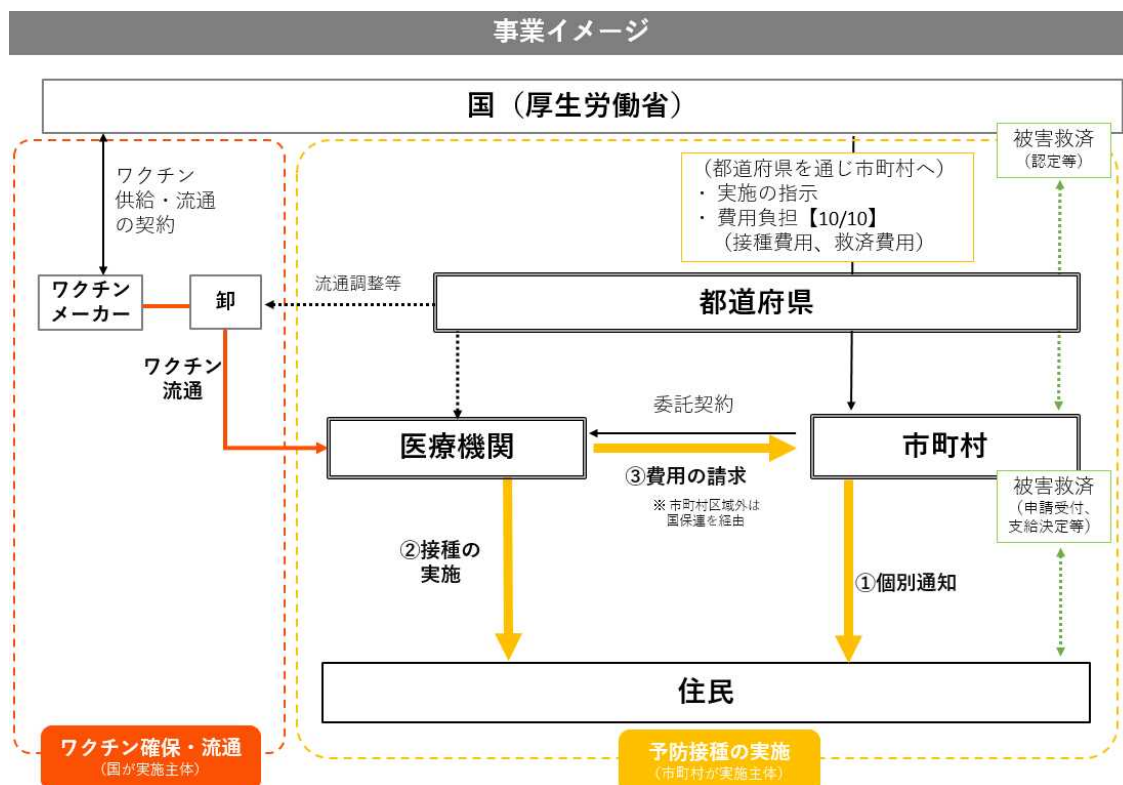 事業イメージ
国（厚生労働省）
被害救済
（認定等）
ワクチン
供給・流通
の契約
（都道府県を通じ市町村へ）
・ 実施の指示
・ 費用負担【10/10】
（接種費用、救済費用）
ワクチン
メーカー
卸
流通調整等
都道府県
ワクチン
流通
委託契約
医療機関
市町村
③費用の請求
※ 市町村区域外は
国保連を経由
被害救済
（申請受付、
支給決定等）
②接種の
実施
①個別通知
住民
ワクチン確保・流通
（国が実施主体）
予防接種の実施
（市町村が実施主体）